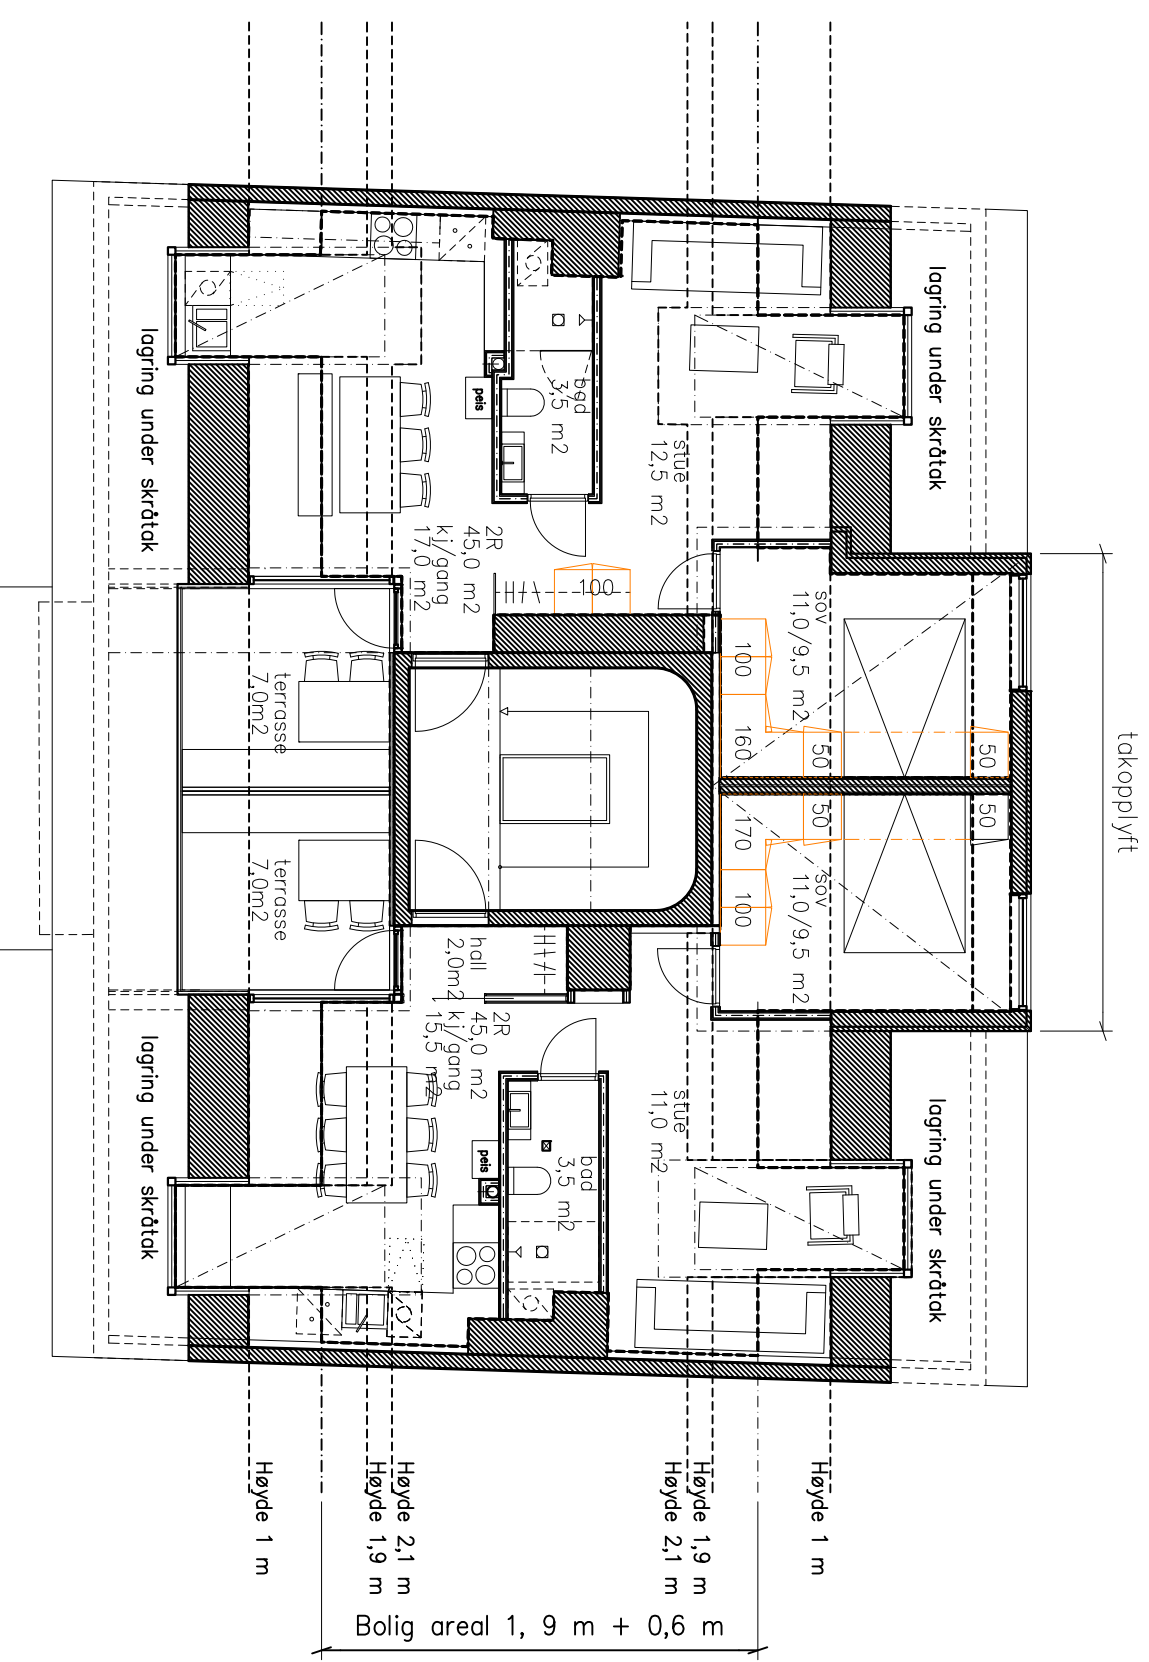 lagring under skråtak
lagring under skråtak
bad
3,5 m2
peis
stue
12,5 m2
2R
45,0 m2
kj/gang
17,0 m2
100
sov
11,0/9,5 m2
100
160
50
50
takopplyft
terrasse
7,0m2
terrasse
7,0m2
170
100
50
50
sov
11,0/9,5 m2
hall
2,0m2
2R
45,0 m2
kj/gang
15,5 m2
stue
11,0 m2
bad
3,5 m2
peis
lagring under skråtak
lagring under skråtak
Høyde 1 m
Høyde 1,9 m
Høyde 2,1 m
Høyde 2,1 m
Høyde 1,9 m
Høyde 1 m
Bolig areal 1, 9 m + 0,6 m